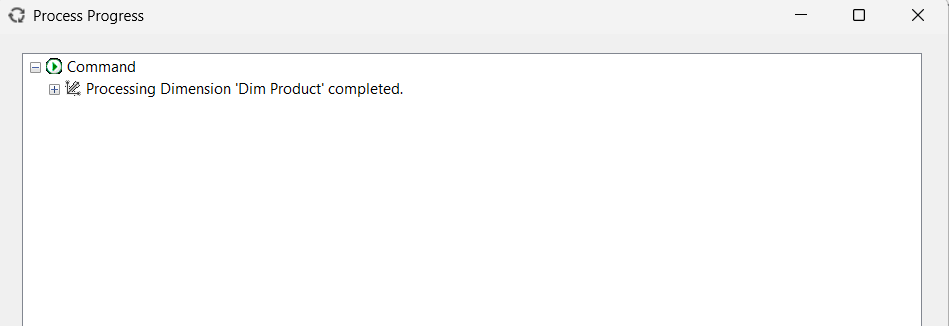 Process Progress
Command
Processing Dimension 'Dim Product' completed.